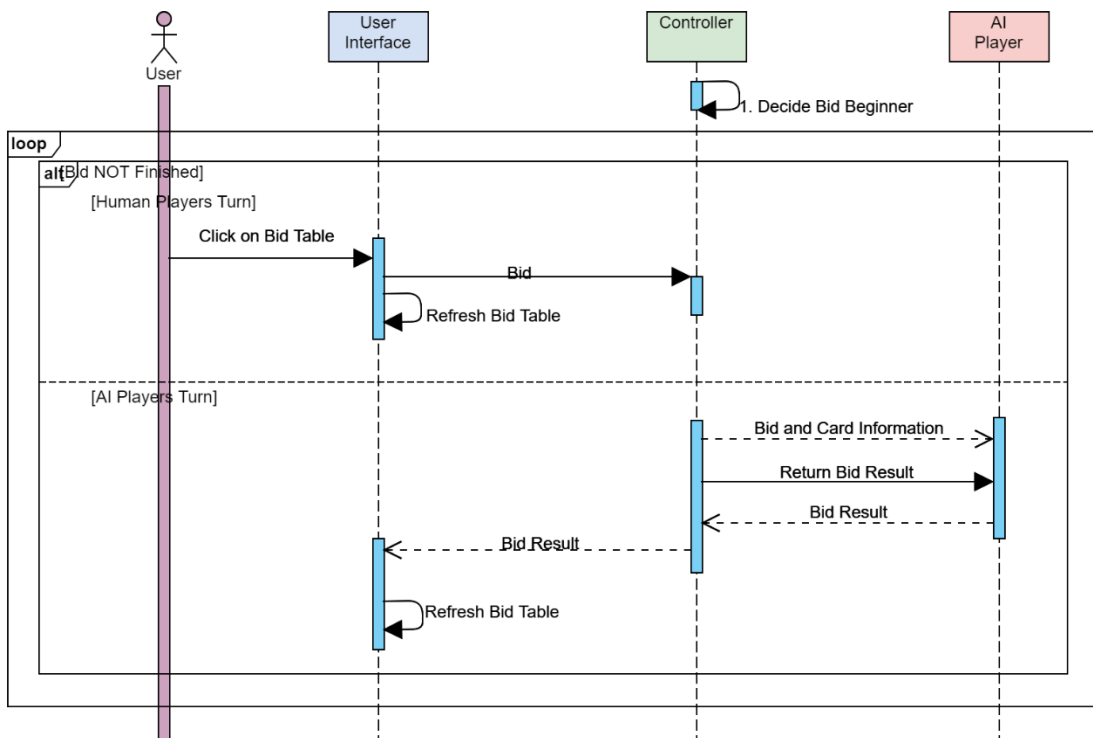 User
Interface
Controller
AI
Player
User
1. Decide Bid Beginner
loop
alt
[Bid NOT Finished]
[Human Players Turn]
Click on Bid Table
Bid
Refresh Bid Table
[AI Players Turn]
Bid and Card Information
Return Bid Result
Bid Result
Bid Result
Refresh Bid Table